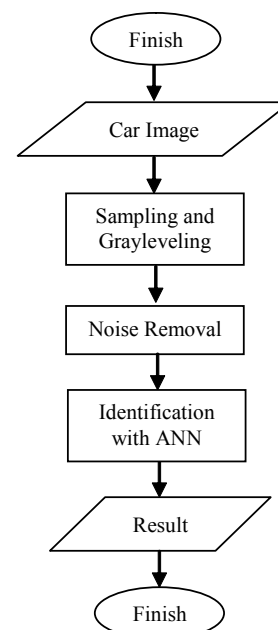 Finish
Car Image
Sampling and
Grayleveling
Noise Removal
Identification
with ANN
Result
Finish